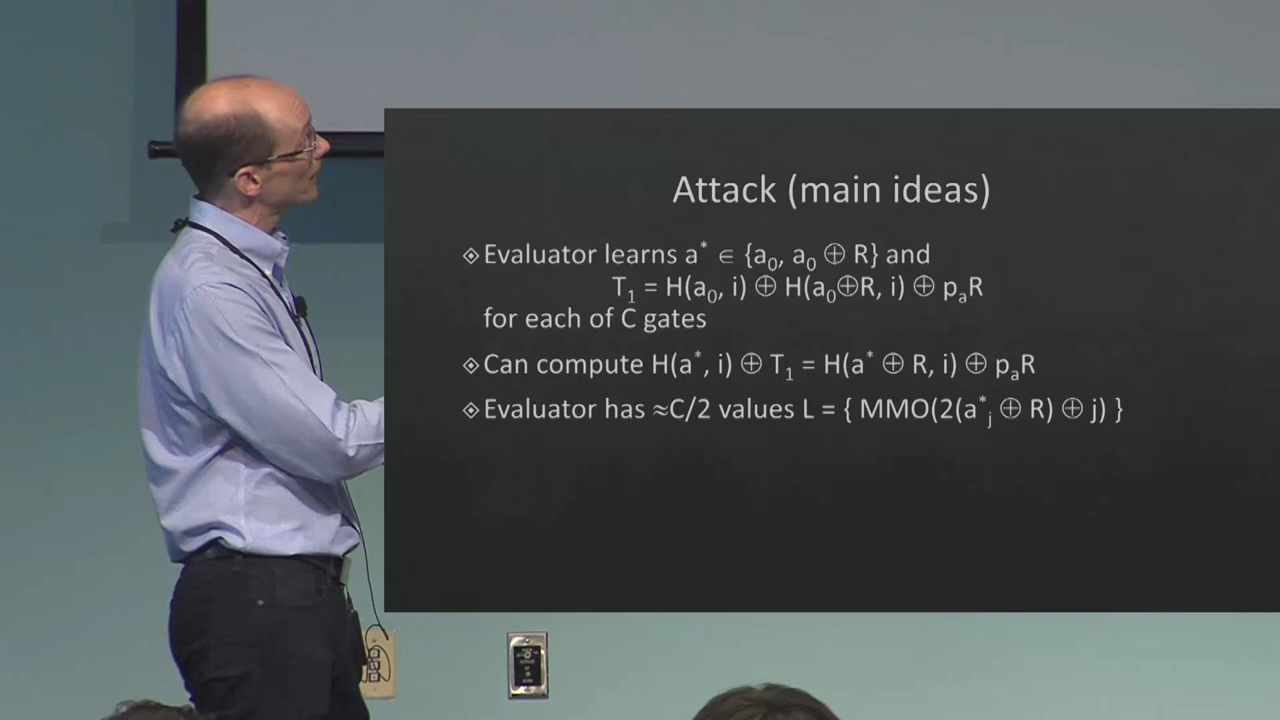 Attack (main ideas)
◈Evaluator learns a* ∈ {a₀, a₀ ⊕ R} and
T₁ = H(a₀, i) ⊕ H(a₀⊕R, i) ⊕ pₐR
for each of C gates
◈Can compute H(a*, i) ⊕ T₁ = H(a* ⊕ R, i) ⊕ pₐR
◈Evaluator has ≈C/2 values L = { MMO(2(a*ⱼ ⊕ R) ⊕ j) }